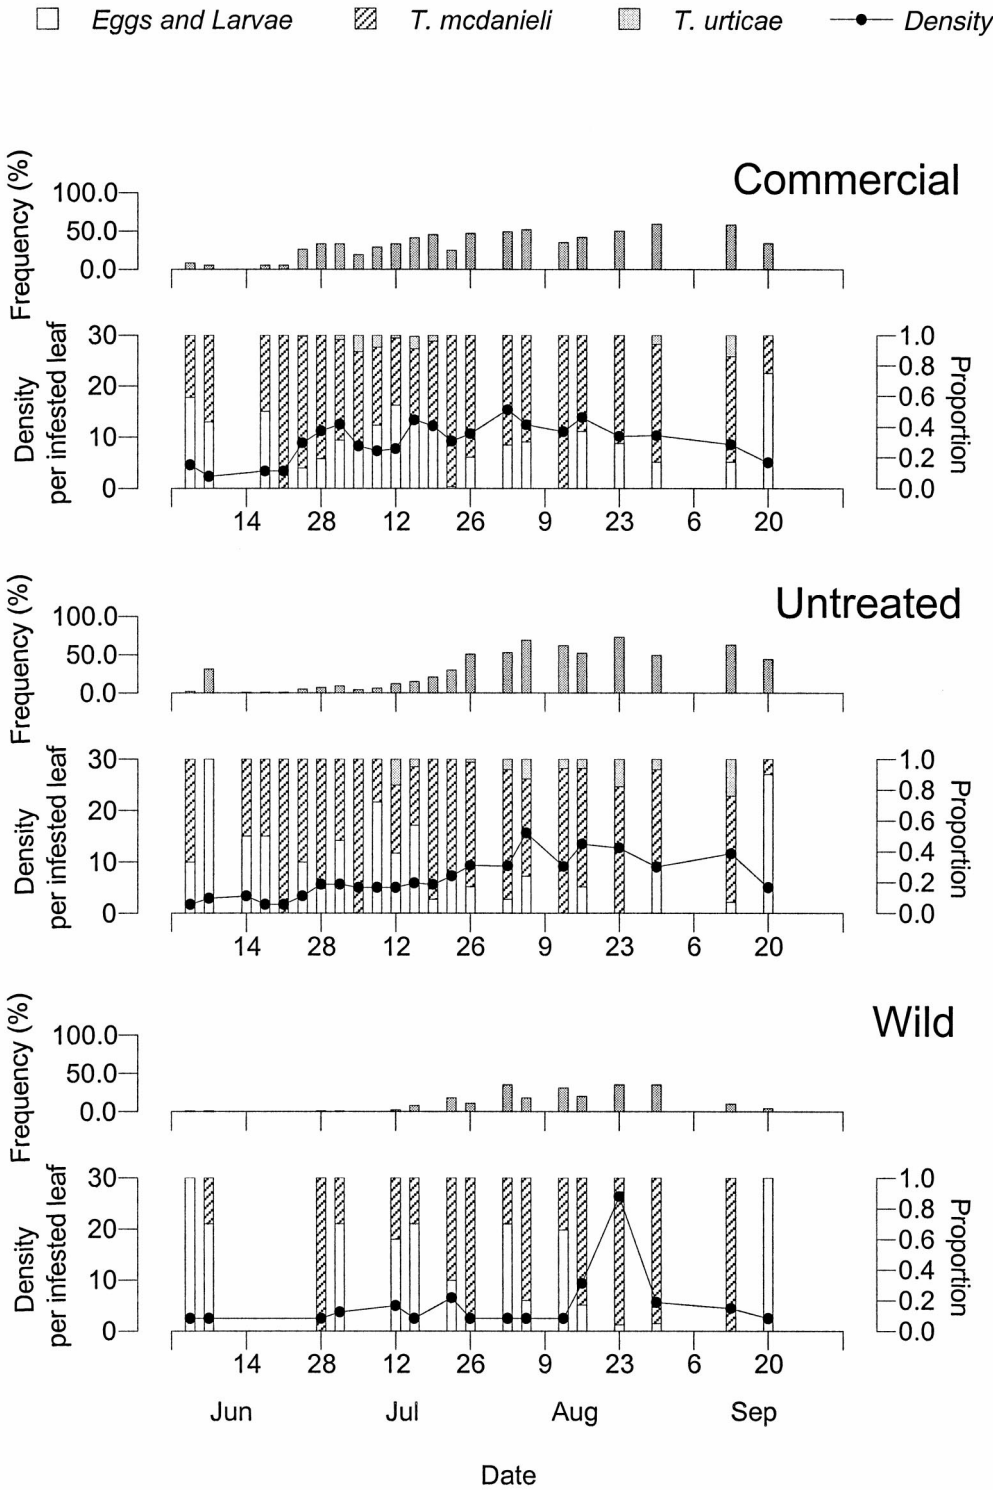 Eggs and Larvae T. mcdanieli T. urticae Density
Commercial
Frequency (%)
100.0
50.0
0.0
Density
per infested leaf
30
20
10
0
1.0
0.8
0.6
0.4
0.2
0.0
Proportion
14 28 12 26 9 23 6 20
Untreated
Frequency (%)
100.0
50.0
0.0
Density
per infested leaf
30
20
10
0
1.0
0.8
0.6
0.4
0.2
0.0
Proportion
14 28 12 26 9 23 6 20
Wild
Frequency (%)
100.0
50.0
0.0
Density
per infested leaf
30
20
10
0
1.0
0.8
0.6
0.4
0.2
0.0
Proportion
14 28 12 26 9 23 6 20
Jun Jul Aug Sep
Date